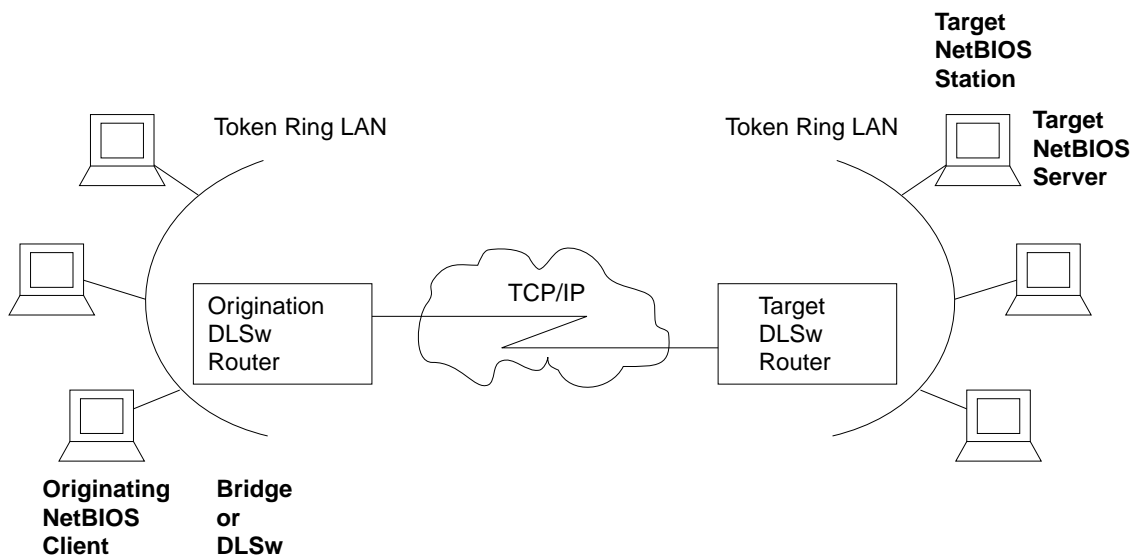 Target
NetBIOS
Station
Token Ring LAN
Token Ring LAN
Target
NetBIOS
Server
Origination
DLSw
Router
TCP/IP
Target
DLSw
Router
Originating
NetBIOS
Client
Bridge
or
DLSw